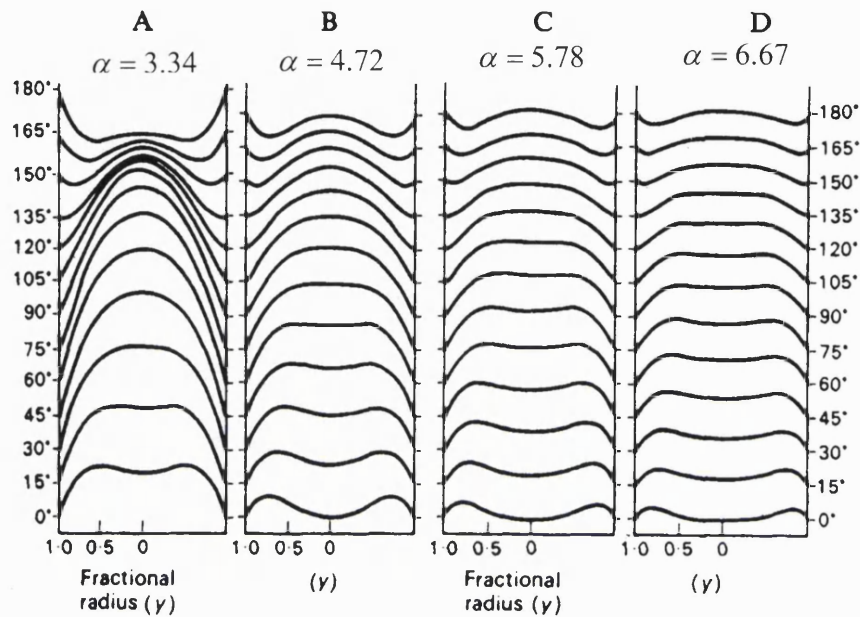 A B C D
α = 3.34 α = 4.72 α = 5.78 α = 6.67
180° 180°
165° 165°
150° 150°
135° 135°
120° 120°
105° 105°
90° 90°
75° 75°
60° 60°
45° 45°
30° 30°
15° 15°
0° 0°
1·0 0·5 0 1·0 0·5 0 1·0 0·5 0 1·0 0·5 0
Fractional (y) Fractional (y)
radius (y) radius (y)